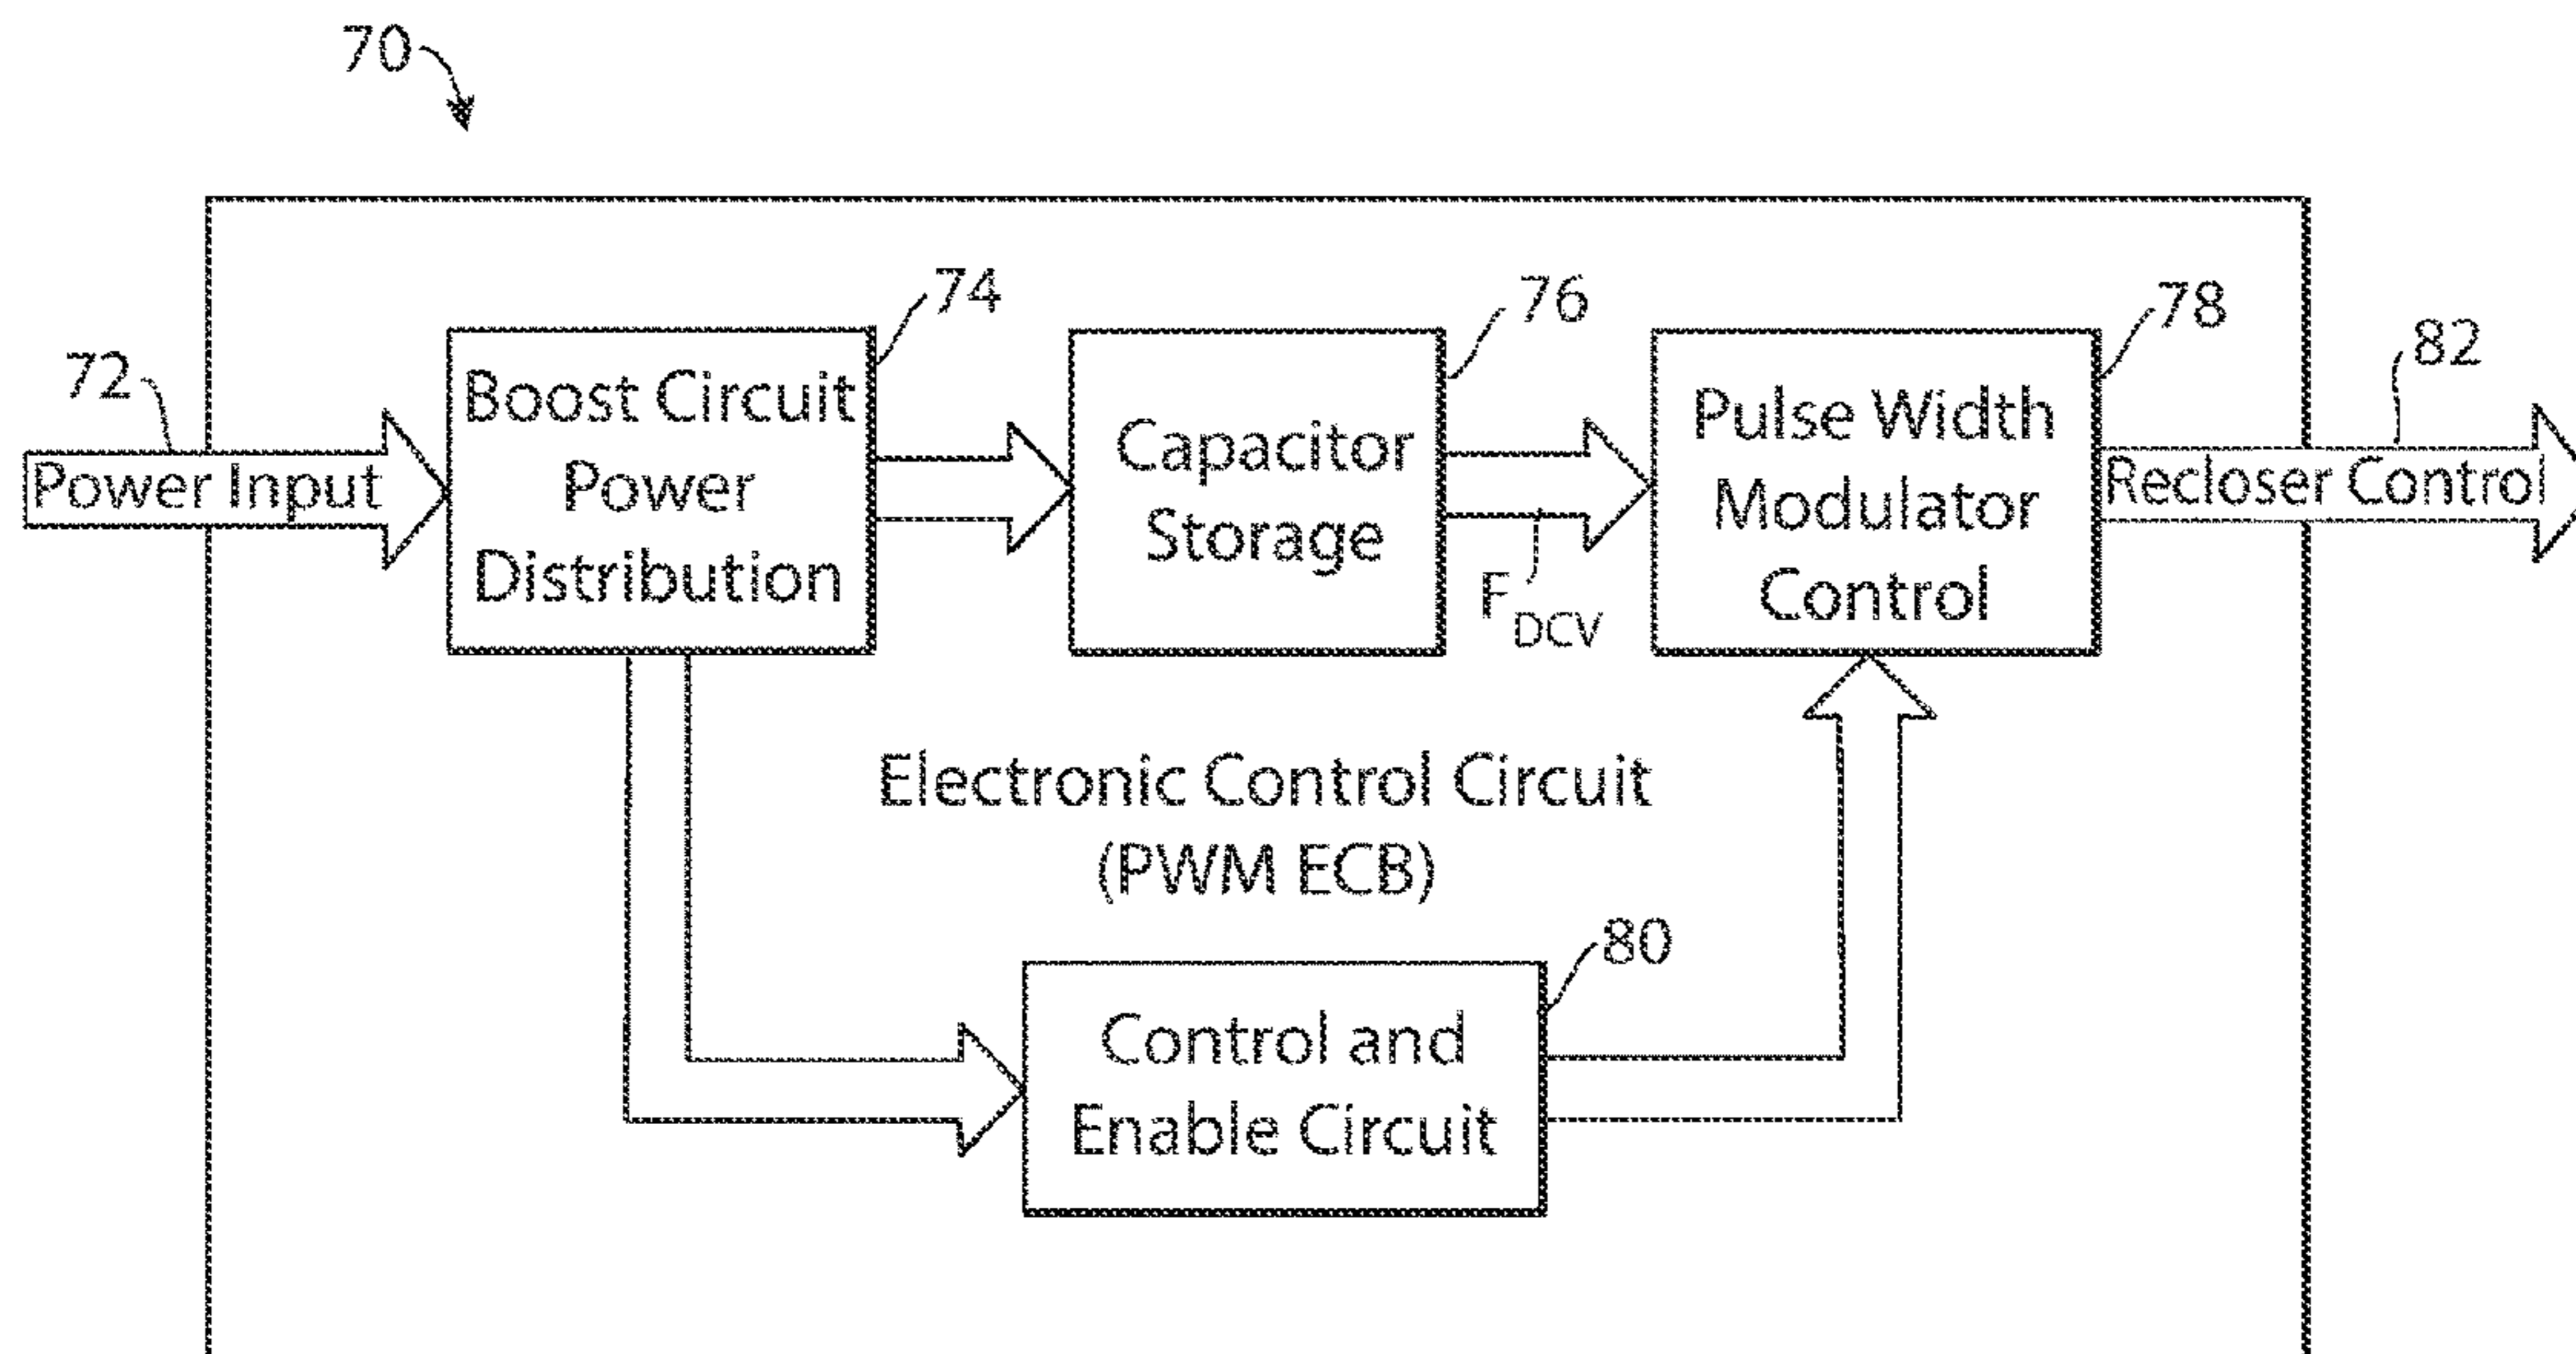 70
74
76
78
82
72
Boost Circuit
Power
Distribution
Capacitor
Storage
Pulse Width
Modulator
Control
Power Input
Recloser Control
F DCV
Electronic Control Circuit
(PWM ECB)
80
Control and
Enable Circuit